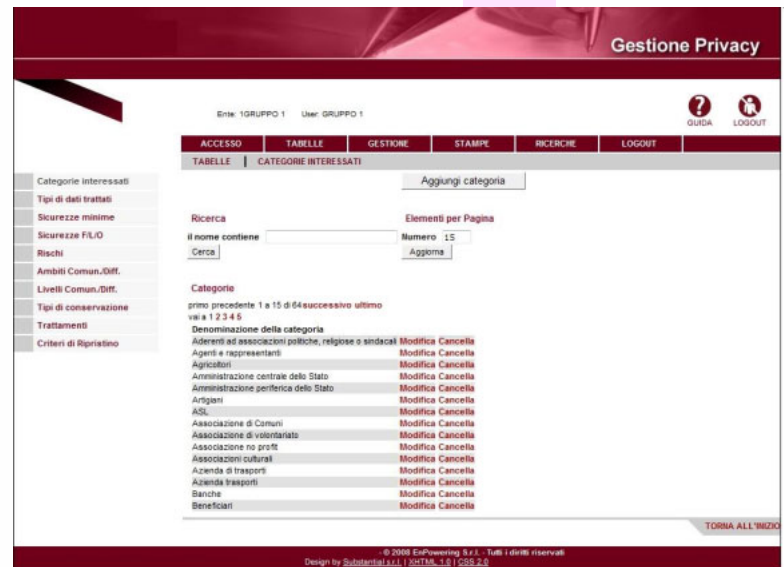 Gestione Privacy
Ente: 1GRUPPO 1 User: GRUPPO 1
GUIDA LOGOUT
ACCESSO TABELLE GESTIONE STAMPE RICERCHE LOGOUT
TABELLE | CATEGORIE INTERESSATI
Categorie interessati
Tipi di dati trattati
Sicurezze minime
Sicurezze F/L/O
Rischi
Ambiti Comun./Diff.
Livelli Comun./Diff.
Tipi di conservazione
Trattamenti
Criteri di Ripristino
Aggiungi categoria
Ricerca Elementi per Pagina
il nome contiene Numero 15
Cerca Aggiorna
Categorie
primo precedente 1 a 15 di 64 successivo ultimo
vai a 1 2 3 4 5
Denominazione della categoria
Aderenti ad associazioni politiche, religiose o sindacali Modifica Cancella
Agenti e rappresentanti Modifica Cancella
Agricoltori Modifica Cancella
Amministrazione centrale dello Stato Modifica Cancella
Amministrazione periferica dello Stato Modifica Cancella
Artigiani Modifica Cancella
ASL Modifica Cancella
Associazione di Comuni Modifica Cancella
Associazione di volontariato Modifica Cancella
Associazione no profit Modifica Cancella
Associazioni culturali Modifica Cancella
Azienda di trasporti Modifica Cancella
Azienda trasporti Modifica Cancella
Banche Modifica Cancella
Beneficiari Modifica Cancella
TORNA ALL'INIZIO
- © 2008 EnPowering S.r.l. - Tutti i diritti riservati
Design by Substantial s.r.l. | XHTML 1.0 | CSS 2.0